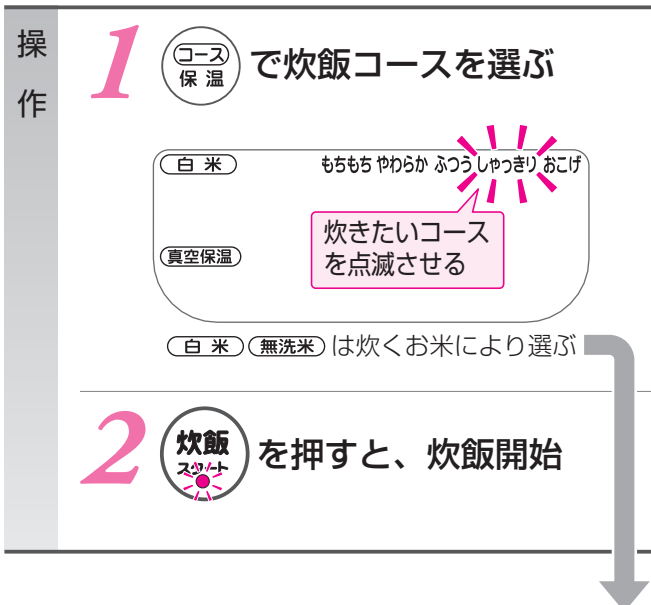 操作
1 コース 保温 で炊飯コースを選ぶ
白米 もちもち やわらか ふつう しゃっきり おこげ
炊きたいコース
を点滅させる
真空保温
白米 無洗米 は炊くお米により選ぶ
2 炊飯 スタート を押すと、炊飯開始